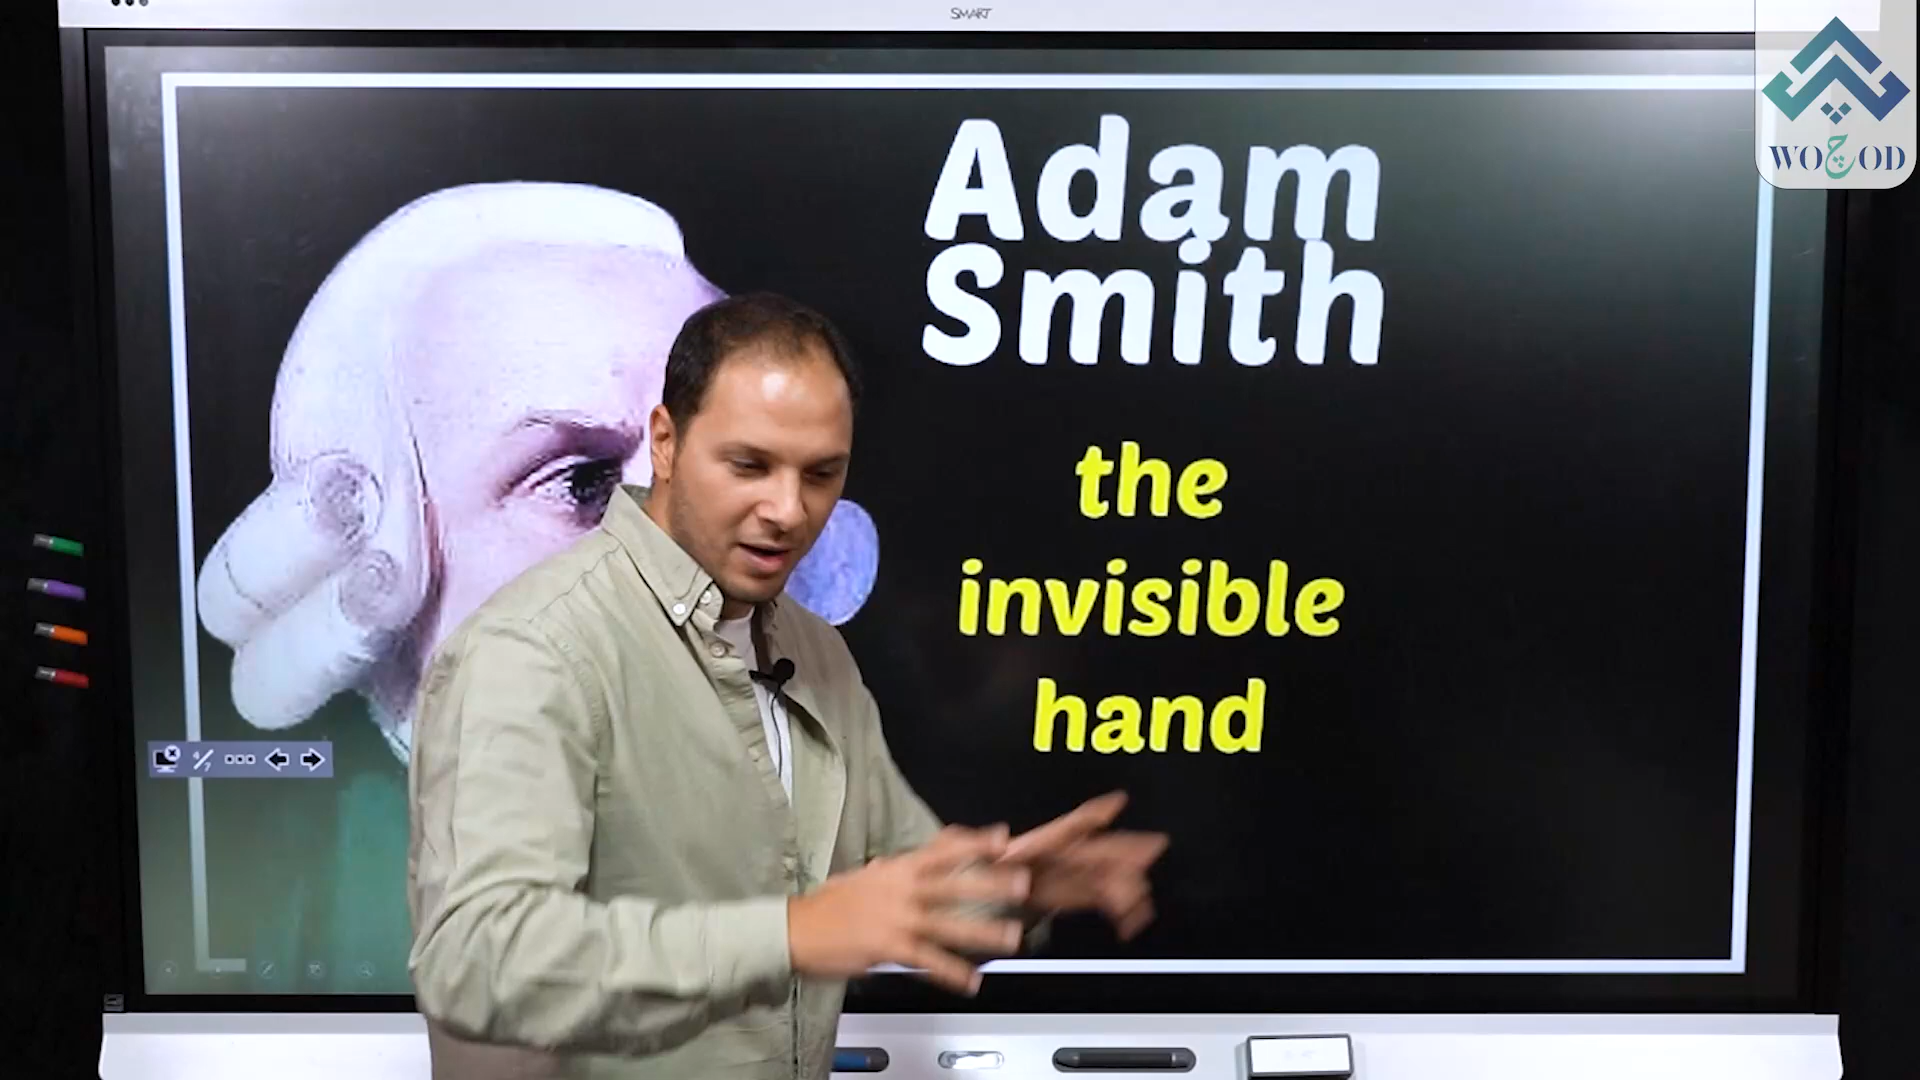 SMART
Adam
Smith
the
invisible
hand
WOجOD